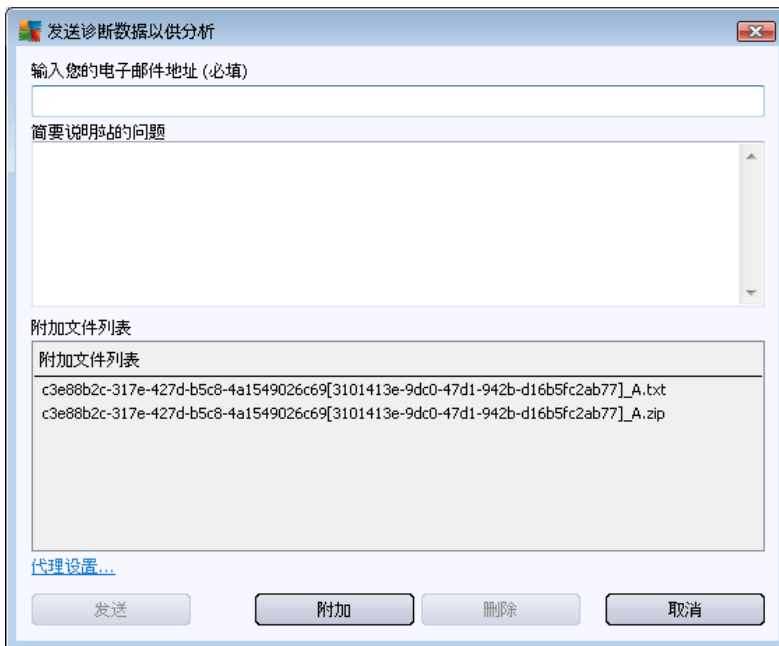 发送诊断数据以供分析
输入您的电子邮件地址 (必填)
简要说明站的问题
附加文件列表
附加文件列表
c3e88b2c-317e-427d-b5c8-4a1549026c69[3101413e-9dc0-47d1-942b-d16b5fc2ab77]_A.txt
c3e88b2c-317e-427d-b5c8-4a1549026c69[3101413e-9dc0-47d1-942b-d16b5fc2ab77]_A.zip
代理设置...
发送 附加 删除 取消